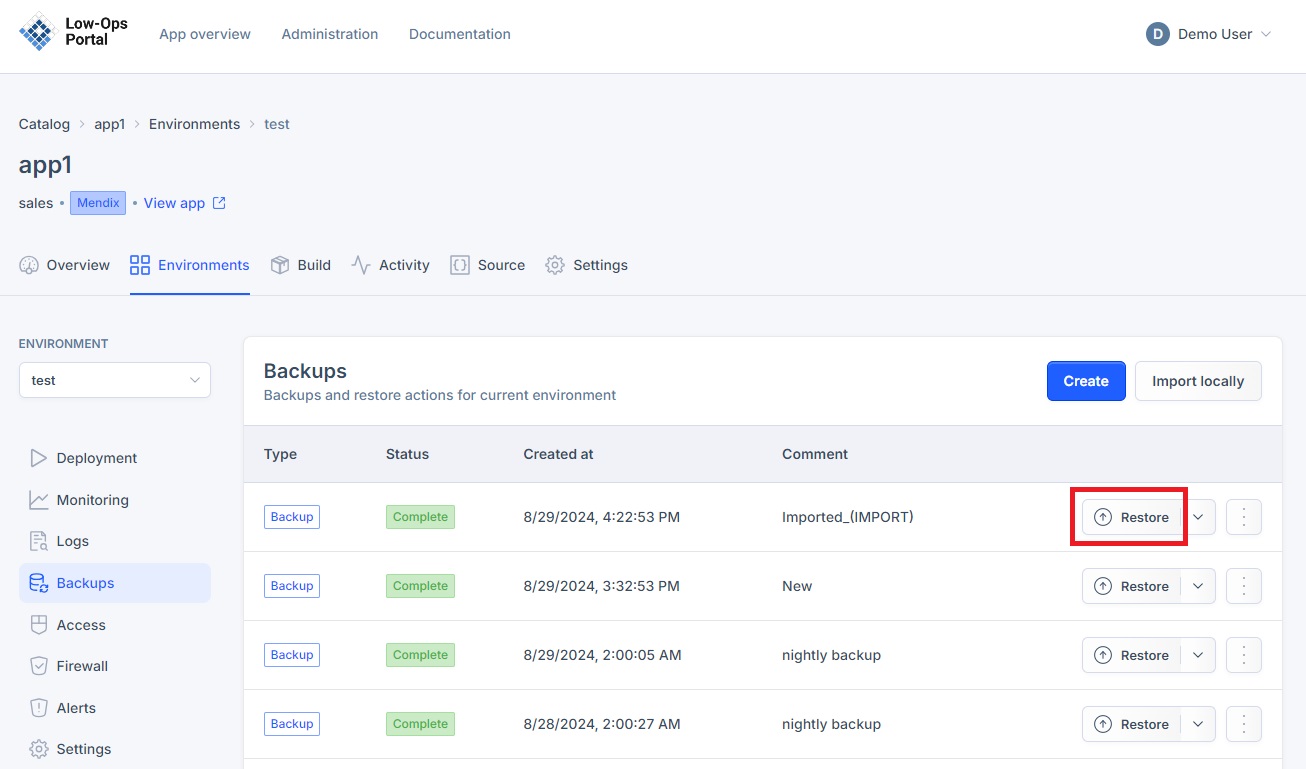 Low-Ops
Portal
App overview Administration Documentation
D Demo User
Catalog > app1 > Environments > test
app1
sales • Mendix • View app
Overview Environments Build Activity Source Settings
ENVIRONMENT
test
Deployment
Monitoring
Logs
Backups
Access
Firewall
Alerts
Settings
Backups
Backups and restore actions for current environment
Create Import locally
Type Status Created at Comment
Backup Complete 8/29/2024, 4:22:53 PM Imported_(IMPORT) Restore
Backup Complete 8/29/2024, 3:32:53 PM New Restore
Backup Complete 8/29/2024, 2:00:05 AM nightly backup Restore
Backup Complete 8/28/2024, 2:00:27 AM nightly backup Restore